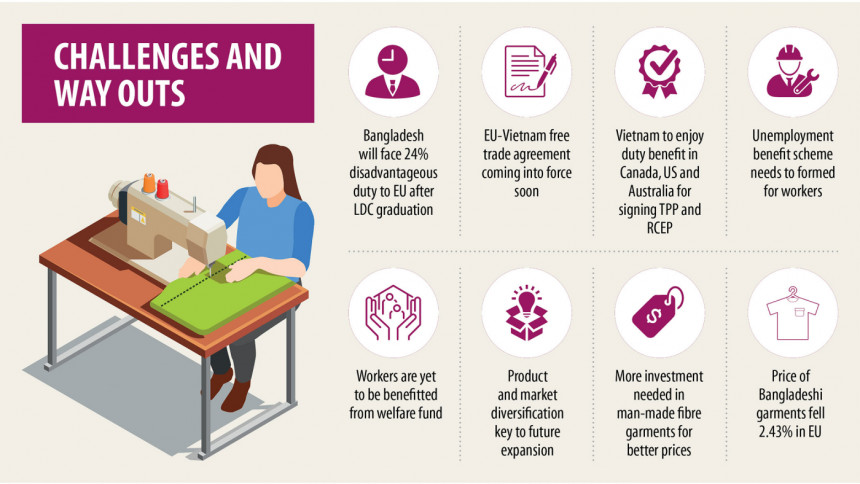 CHALLENGES AND
WAY OUTS
Bangladesh
will face 24%
disadvantageous
duty to EU after
LDC graduation
EU-Vietnam free
trade agreement
coming into force
soon
Vietnam to enjoy
duty benefit in
Canada, US and
Australia for
signing TPP and
RCEP
Unemployment
benefit scheme
needs to formed
for workers
Workers are yet
to be benefitted
from welfare fund
Product
and market
diversification
key to future
expansion
$
More investment
needed in
man-made fibre
garments for
better prices
Price of
Bangladeshi
garments fell
2.43% in EU